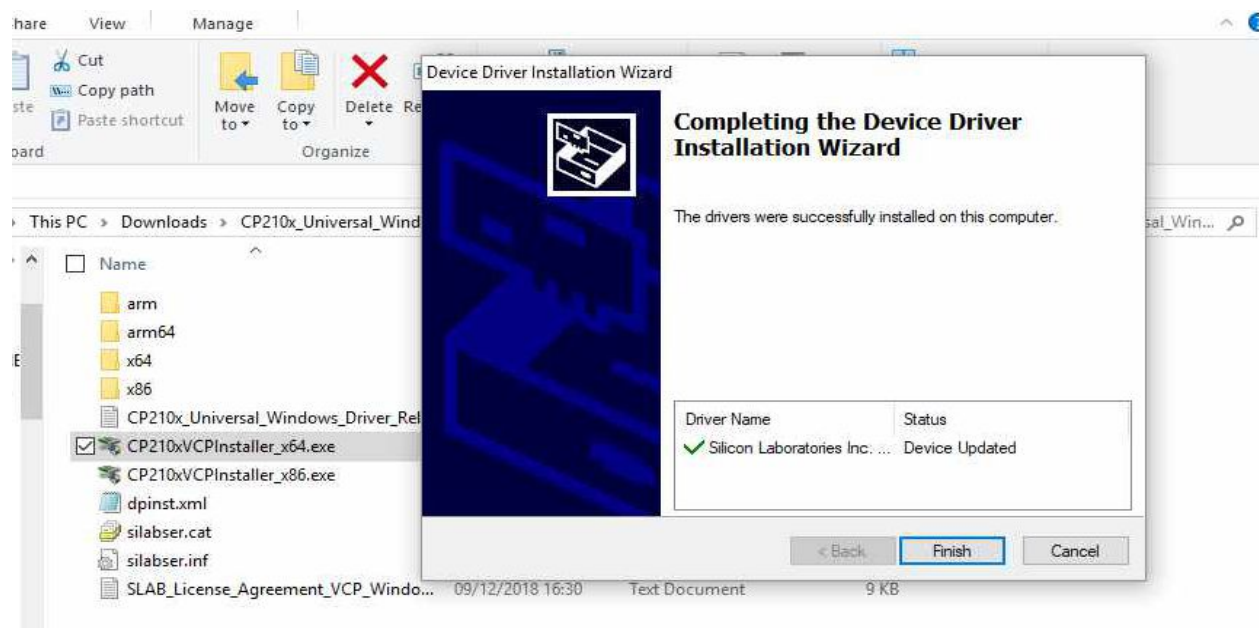 hare View Manage
Cut
Copy path
Paste shortcut
ste
Move to
Copy to
Delete
Re
oard
Organize
This PC > Downloads > CP210x_Universal_Wind
sal_Win...
Name
arm
arm64
x64
x86
CP210x_Universal_Windows_Driver_Rel
CP210xVCPInstaller_x64.exe
CP210xVCPInstaller_x86.exe
dpinst.xml
silabser.cat
silabser.inf
SLAB_License_Agreement_VCP_Windo... 09/12/2018 16:30 Text Document 9 KB
Device Driver Installation Wizard
Completing the Device Driver
Installation Wizard
The drivers were successfully installed on this computer.
Driver Name Status
Silicon Laboratories Inc. ... Device Updated
< Back Finish Cancel